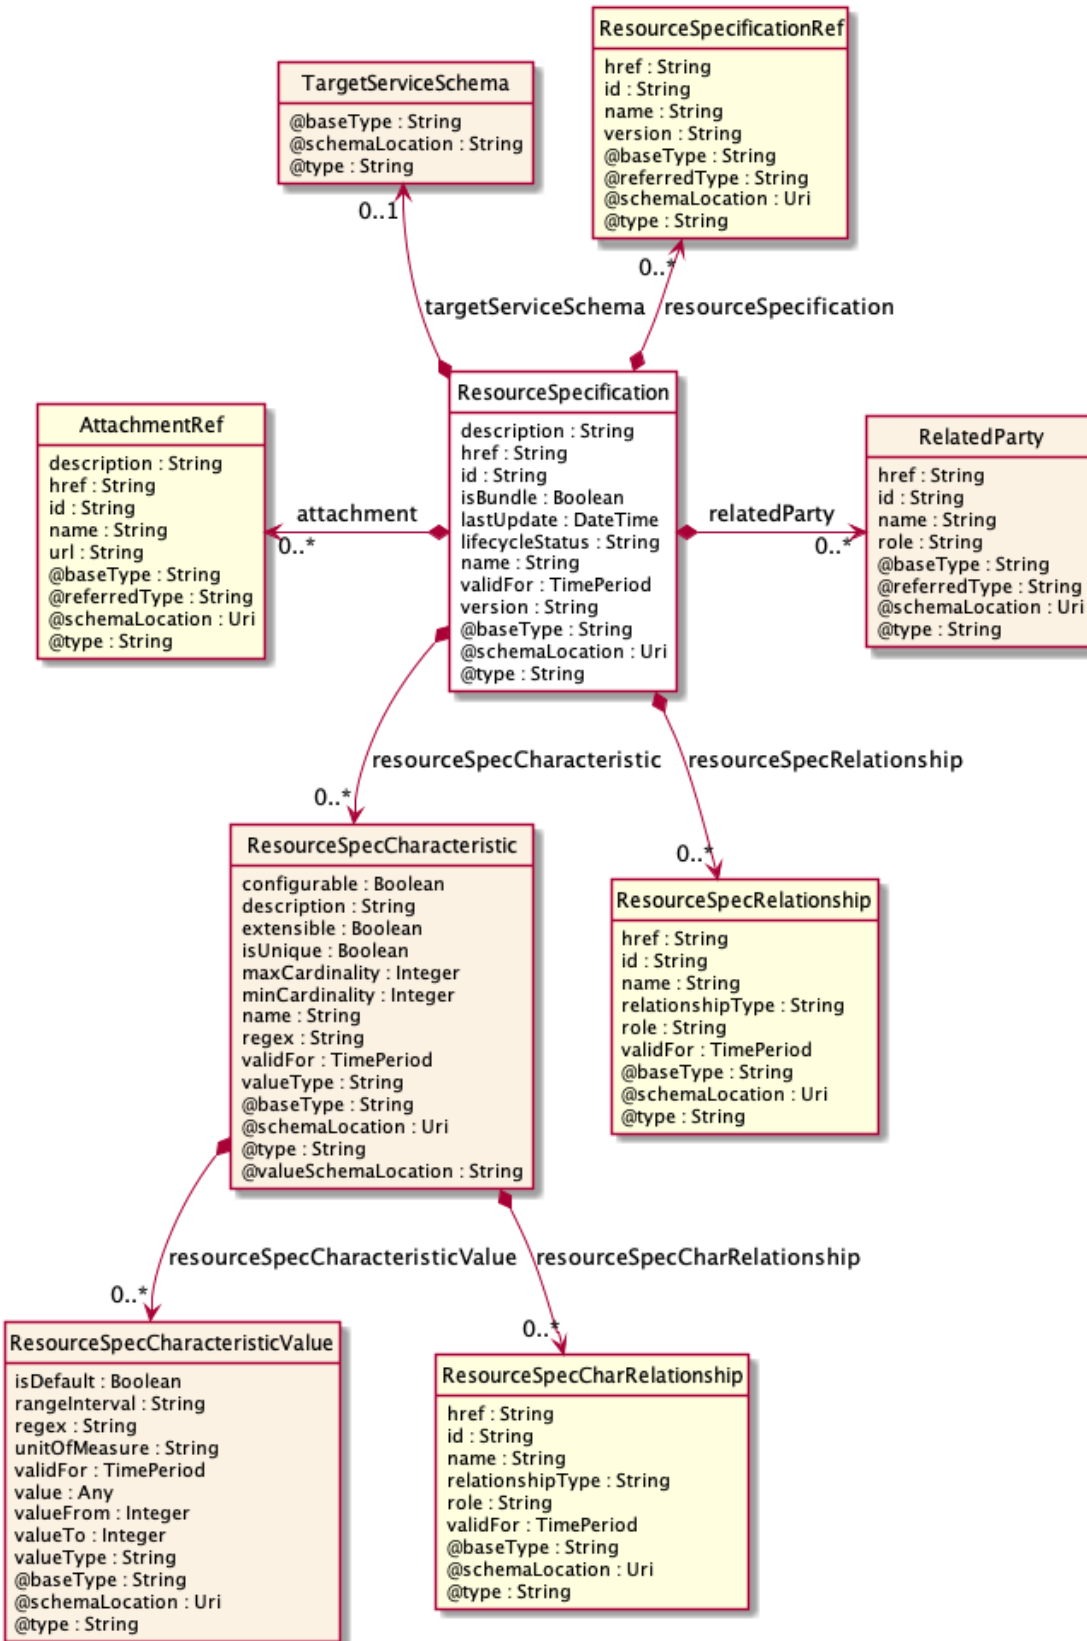 ResourceSpecificationRef
href : String
id : String
name : String
version : String
@baseType : String
@referredType : String
@schemaLocation : Uri
@type : String
TargetServiceSchema
@baseType : String
@schemaLocation : String
@type : String
0..1
0..*
targetServiceSchema
resourceSpecification
ResourceSpecification
description : String
href : String
id : String
isBundle : Boolean
lastUpdate : DateTime
lifecycleStatus : String
name : String
validFor : TimePeriod
version : String
@baseType : String
@schemaLocation : Uri
@type : String
AttachmentRef
description : String
href : String
id : String
name : String
url : String
@baseType : String
@referredType : String
@schemaLocation : Uri
@type : String
attachment
0..*
relatedParty
0..*
RelatedParty
href : String
id : String
name : String
role : String
@baseType : String
@referredType : String
@schemaLocation : Uri
@type : String
resourceSpecCharacteristic
resourceSpecRelationship
0..*
0..*
ResourceSpecCharacteristic
configurable : Boolean
description : String
extensible : Boolean
isUnique : Boolean
maxCardinality : Integer
minCardinality : Integer
name : String
regex : String
validFor : TimePeriod
valueType : String
@baseType : String
@schemaLocation : Uri
@type : String
@valueSchemaLocation : String
ResourceSpecRelationship
href : String
id : String
name : String
relationshipType : String
role : String
validFor : TimePeriod
@baseType : String
@schemaLocation : Uri
@type : String
resourceSpecCharacteristicValue
resourceSpecCharRelationship
0..*
0..*
ResourceSpecCharacteristicValue
isDefault : Boolean
rangeInterval : String
regex : String
unitOfMeasure : String
validFor : TimePeriod
value : Any
valueFrom : Integer
valueTo : Integer
valueType : String
@baseType : String
@schemaLocation : Uri
@type : String
ResourceSpecCharRelationship
href : String
id : String
name : String
relationshipType : String
role : String
validFor : TimePeriod
@baseType : String
@schemaLocation : Uri
@type : String